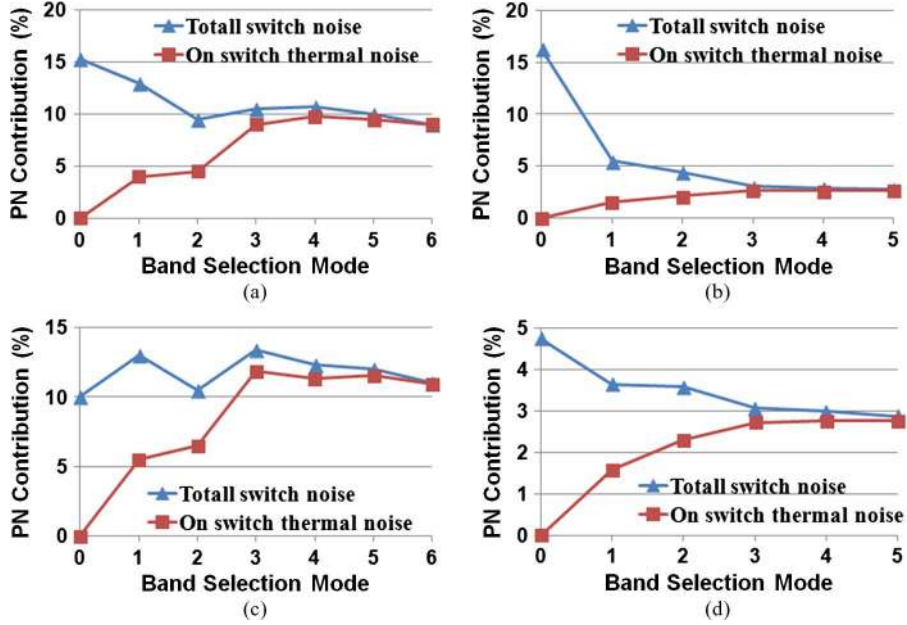 PN Contribution (%)
20
15
10
5
0
Totall switch noise
On switch thermal noise
0 1 2 3 4 5 6
Band Selection Mode
(a)
PN Contribution (%)
20
15
10
5
0
Totall switch noise
On switch thermal noise
0 1 2 3 4 5
Band Selection Mode
(b)
PN Contribution (%)
15
10
5
0
Totall switch noise
On switch thermal noise
0 1 2 3 4 5 6
Band Selection Mode
(c)
PN Contribution (%)
5
4
3
2
1
0
Totall switch noise
On switch thermal noise
0 1 2 3 4 5
Band Selection Mode
(d)